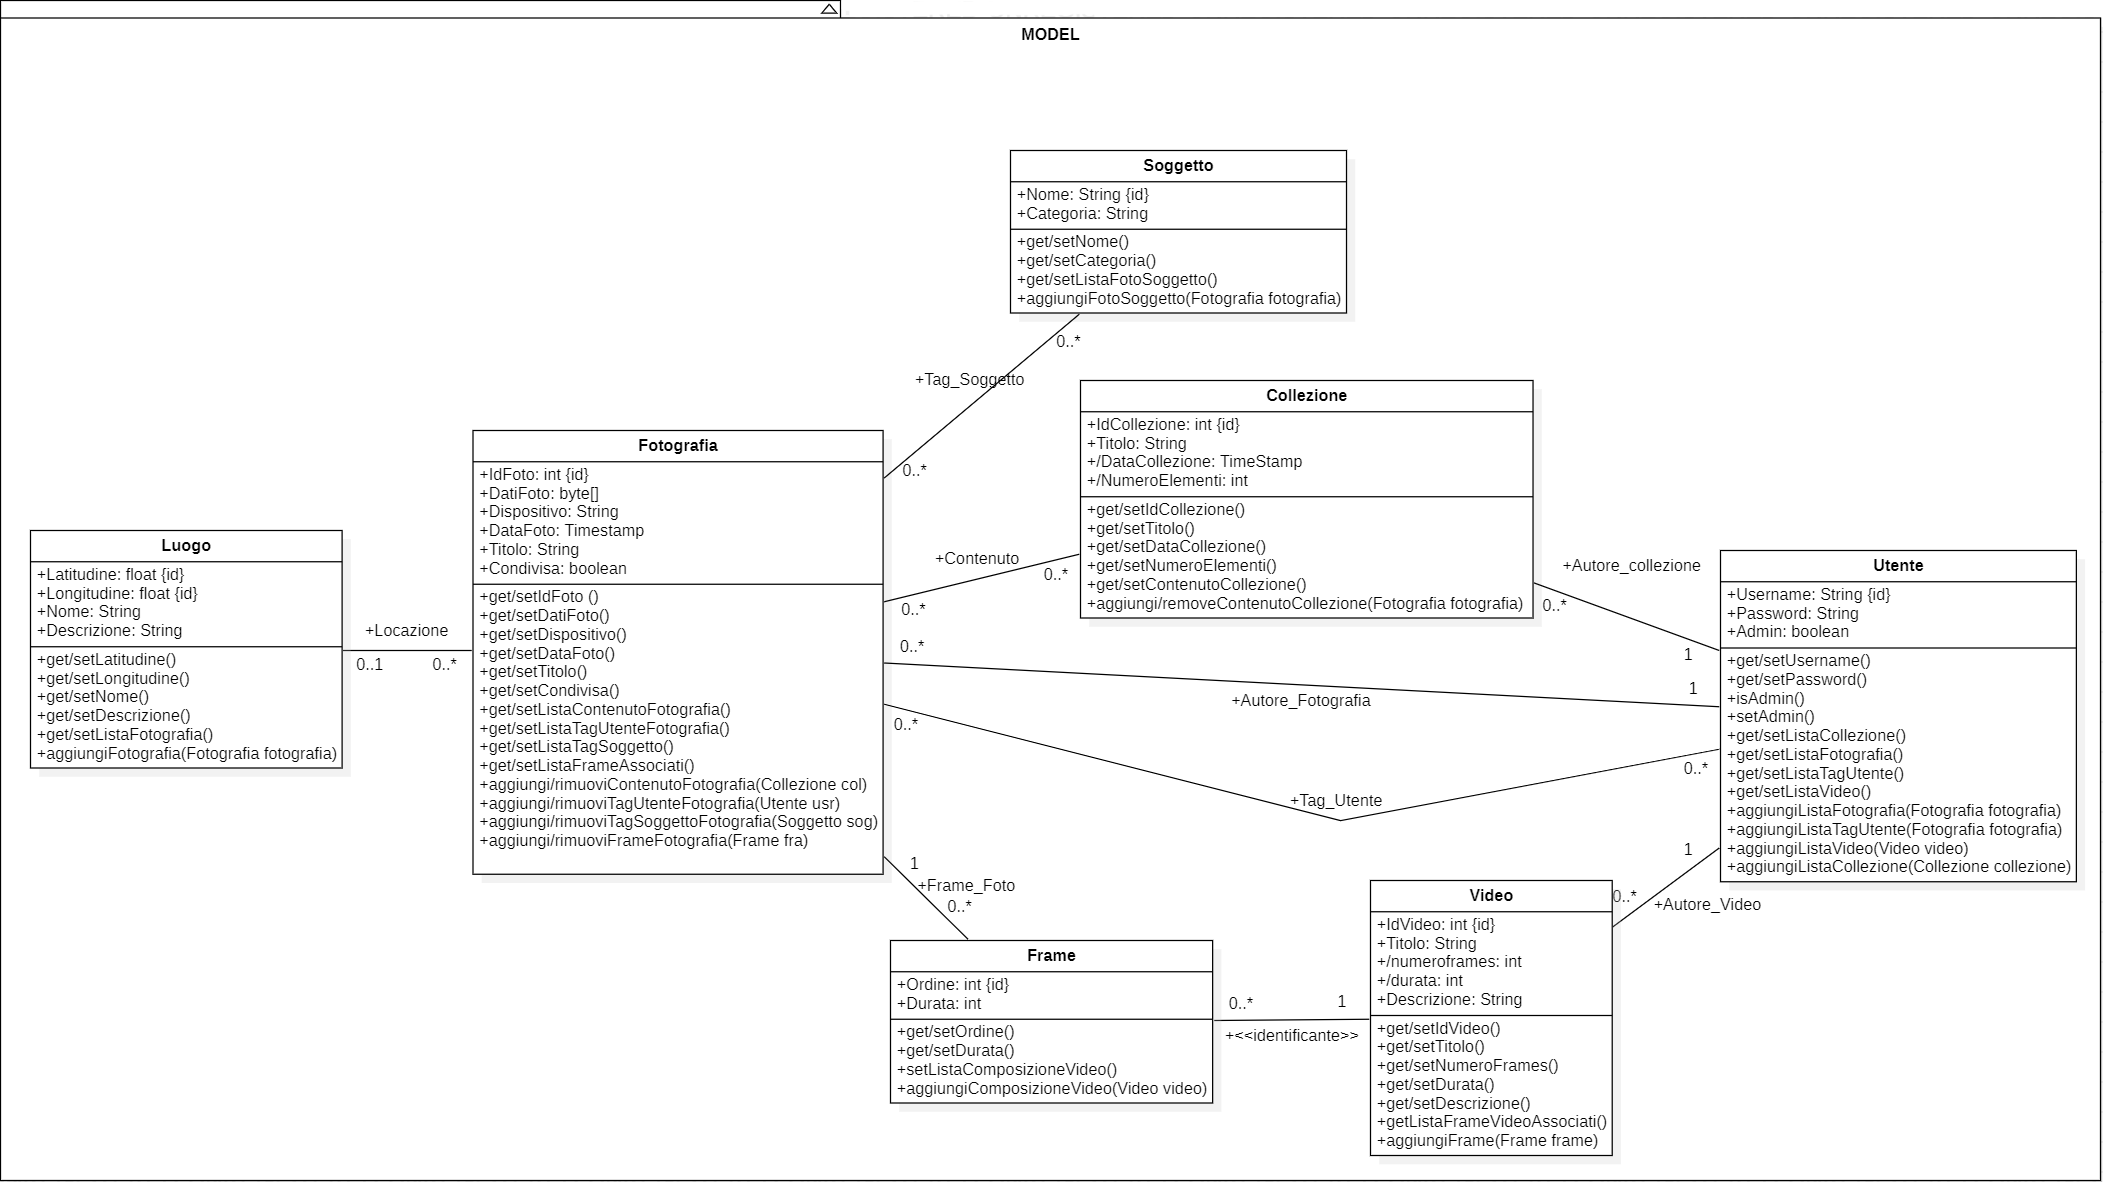 MODEL
Soggetto
+Nome: String {id}
+Categoria: String
+get/setNome()
+get/setCategoria()
+get/setListaFotoSoggetto()
+aggiungiFotoSoggetto(Fotografia fotografia)
0..*
+Tag_Soggetto
0..*
Collezione
+IdCollezione: int {id}
+Titolo: String
+/DataCollezione: TimeStamp
+/NumeroElementi: int
+get/setIdCollezione()
+get/setTitolo()
+get/setDataCollezione()
+get/setNumeroElementi()
+get/setContenutoCollezione()
+aggiungi/removeContenutoCollezione(Fotografia fotografia)
Fotografia
+IdFoto: int {id}
+DatiFoto: byte[]
+Dispositivo: String
+DataFoto: Timestamp
+Titolo: String
+Condivisa: boolean
+get/setIdFoto ()
+get/setDatiFoto()
+get/setDispositivo()
+get/setDataFoto()
+get/setTitolo()
+get/setCondivisa()
+get/setListaContenutoFotografia()
+get/setListaTagUtenteFotografia()
+get/setListaTagSoggetto()
+get/setListaFrameAssociati()
+aggiungi/rimuoviContenutoFotografia(Collezione col)
+aggiungi/rimuoviTagUtenteFotografia(Utente usr)
+aggiungi/rimuoviTagSoggettoFotografia(Soggetto sog)
+aggiungi/rimuoviFrameFotografia(Frame fra)
Luogo
+Latitudine: float {id}
+Longitudine: float {id}
+Nome: String
+Descrizione: String
+get/setLatitudine()
+get/setLongitudine()
+get/setNome()
+get/setDescrizione()
+get/setListaFotografia()
+aggiungiFotografia(Fotografia fotografia)
+Locazione
0..1
0..*
+Contenuto
0..*
0..*
+Autore_collezione
0..*
1
0..*
1
+Autore_Fotografia
0..*
0..*
+Tag_Utente
Utente
+Username: String {id}
+Password: String
+Admin: boolean
+get/setUsername()
+get/setPassword()
+isAdmin()
+setAdmin()
+get/setListaCollezione()
+get/setListaFotografia()
+get/setListaTagUtente()
+get/setListaVideo()
+aggiungiListaFotografia(Fotografia fotografia)
+aggiungiListaTagUtente(Fotografia fotografia)
+aggiungiListaVideo(Video video)
+aggiungiListaCollezione(Collezione collezione)
1
+Frame_Foto
0..*
1
0..*
+Autore_Video
Frame
+Ordine: int {id}
+Durata: int
+get/setOrdine()
+get/setDurata()
+setListaComposizioneVideo()
+aggiungiComposizioneVideo(Video video)
0..*
1
+<<identificante>>
Video
+IdVideo: int {id}
+Titolo: String
+/numeroframes: int
+/durata: int
+Descrizione: String
+get/setIdVideo()
+get/setTitolo()
+get/setNumeroFrames()
+get/setDurata()
+get/setDescrizione()
+getListaFrameVideoAssociati()
+aggiungiFrame(Frame frame)